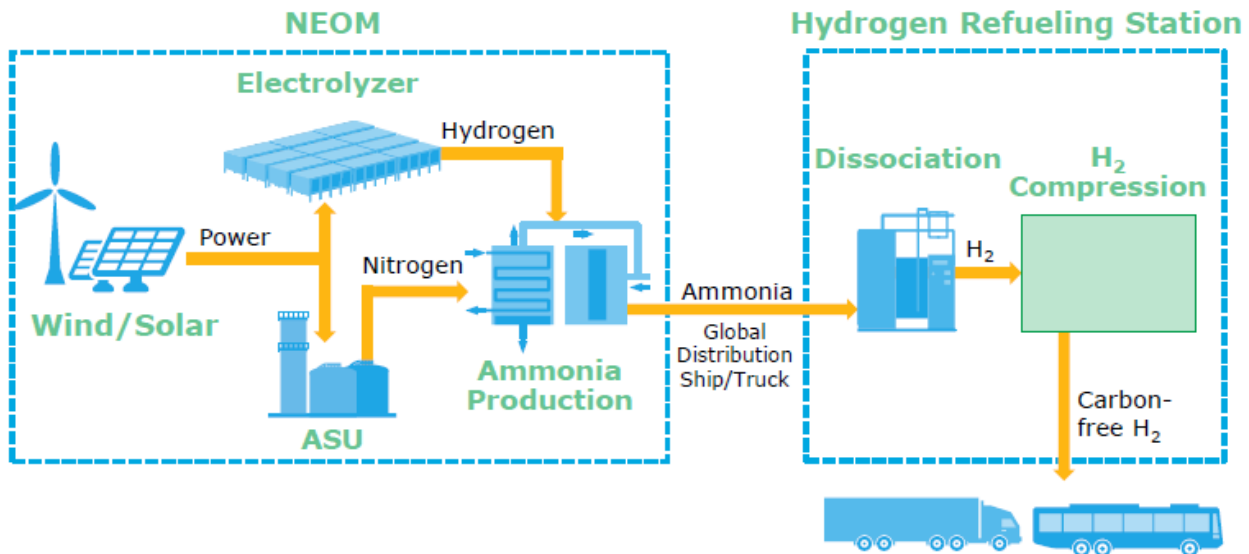 NEOM
Hydrogen Refueling Station
Electrolyzer
Hydrogen
Power
Wind/Solar
Nitrogen
ASU
Ammonia
Production
Ammonia
Global
Distribution
Ship/Truck
Dissociation
H₂
H₂
Compression
Carbon-
free H₂